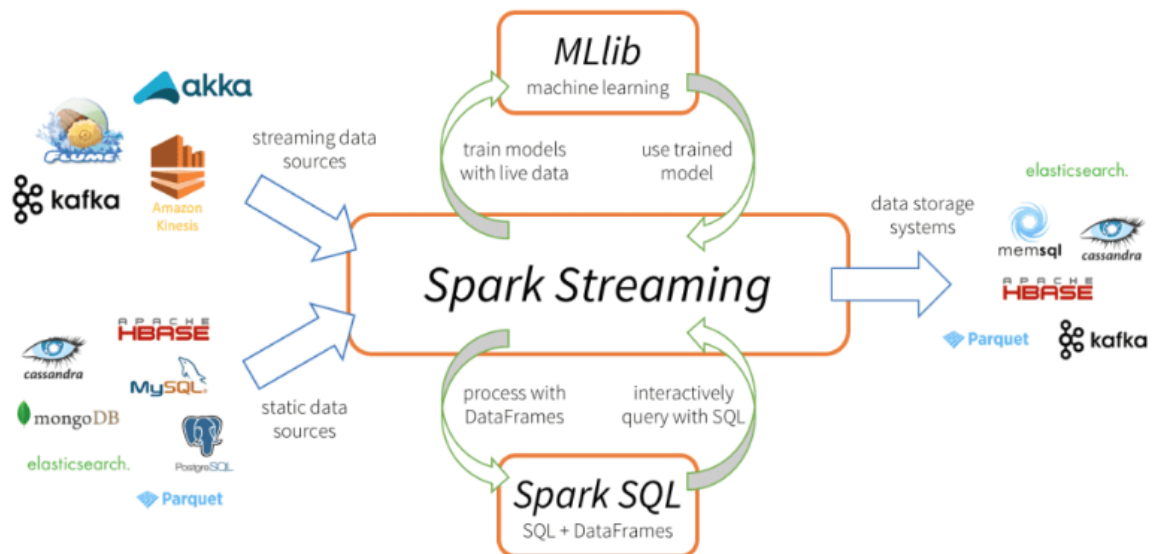 MLlib
machine learning
akka
FLUME
kafka
Amazon
Kinesis
streaming data
sources
train models
with live data
use trained
model
Spark Streaming
data storage
systems
elasticsearch.
memsql
cassandra
APACHE
HBASE
Parquet
kafka
APACHE
HBASE
cassandra
MySQL®
mongoDB
PostgreSQL
elasticsearch.
Parquet
static data
sources
process with
DataFrames
interactively
query with SQL
Spark SQL
SQL + DataFrames